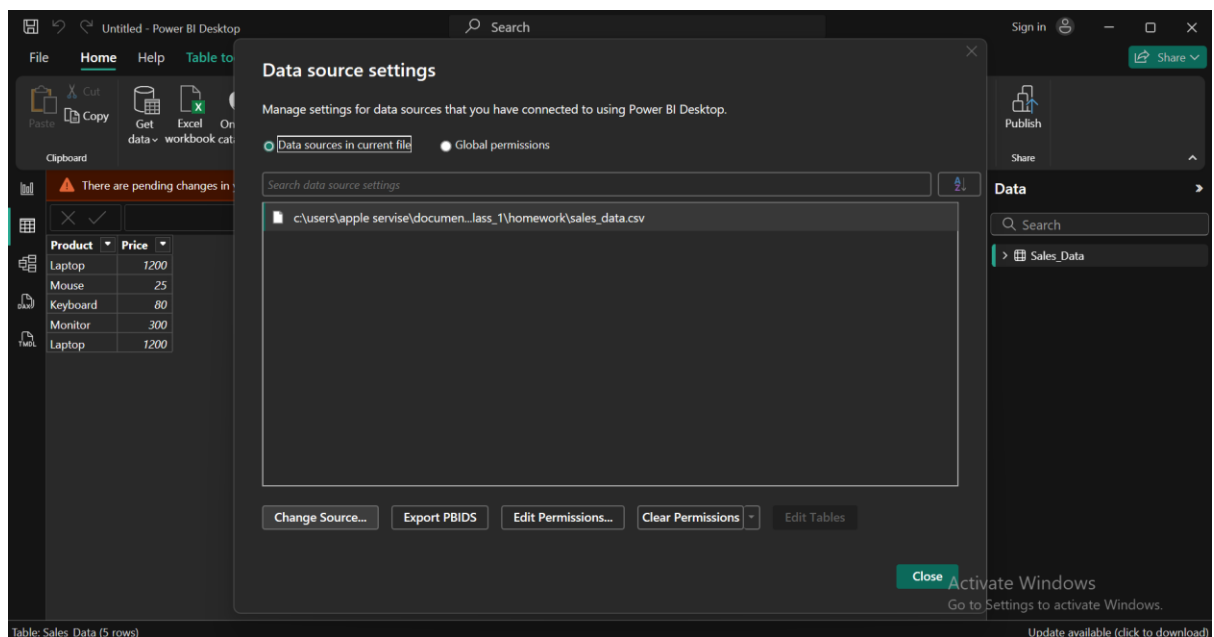 Untitled - Power BI Desktop
Search
Sign in
File Home Help Table to
Share
Paste
Cut
Copy
Get data
Excel workbook
On
cat
Clipboard
Publish
Share
There are pending changes in
Data
Search
Sales_Data
Product Price
Laptop 1200
Mouse 25
Keyboard 80
Monitor 300
Laptop 1200
DAX
TMDL
Data source settings
Manage settings for data sources that you have connected to using Power BI Desktop.
Data sources in current file Global permissions
Search data source settings
c:\users\apple servise\documen...lass_1\homework\sales_data.csv
Change Source... Export PBIDS Edit Permissions... Clear Permissions Edit Tables
Close
Activate Windows
Go to Settings to activate Windows.
Table: Sales_Data (5 rows)
Update available (click to download)